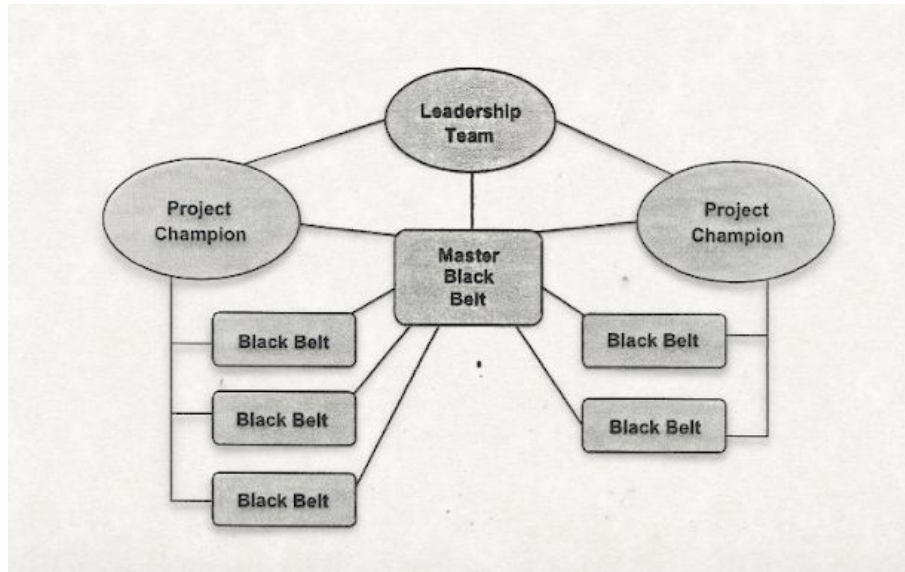 Leadership
Team
Project
Champion
Project
Champion
Master
Black
Belt
Black Belt
Black Belt
Black Belt
Black Belt
Black Belt